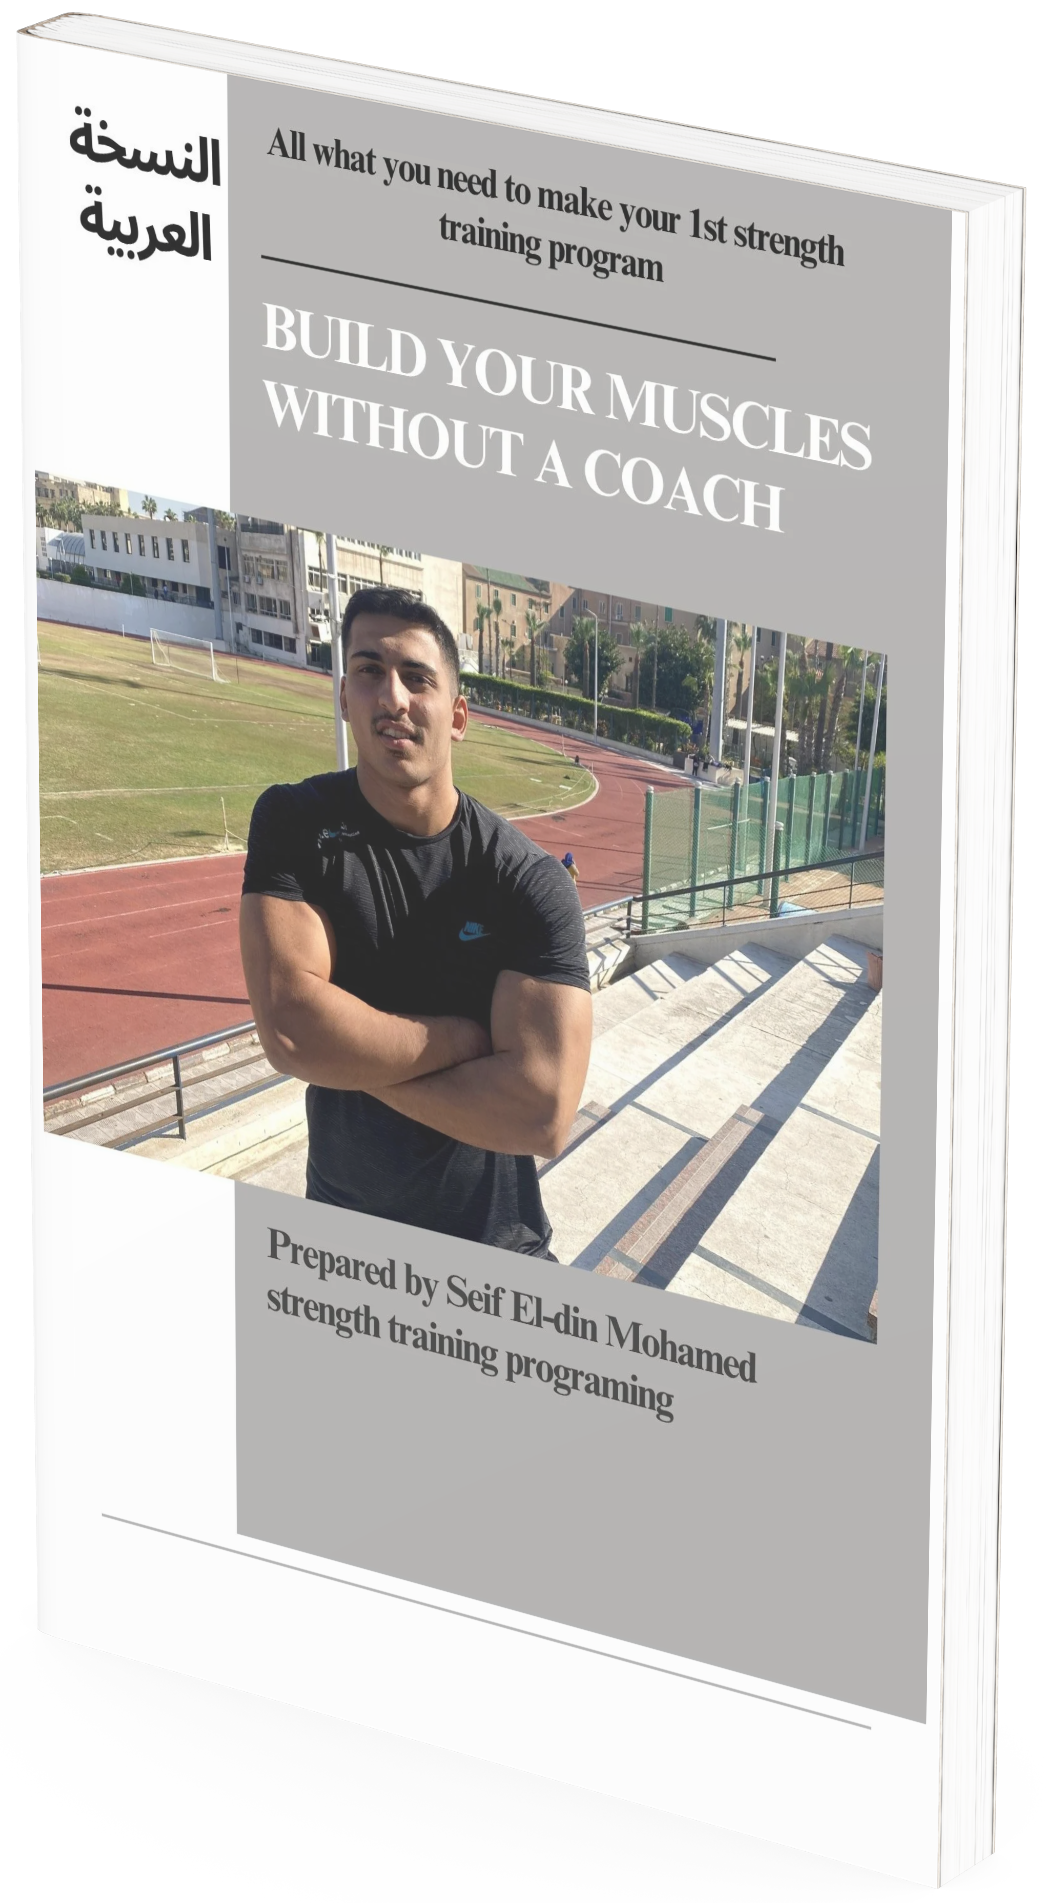 النسخة
العربية
All what you need to make your 1st strength
training program
BUILD YOUR MUSCLES
WITHOUT A COACH
Prepared by Seif El-din Mohamed
strength training programing